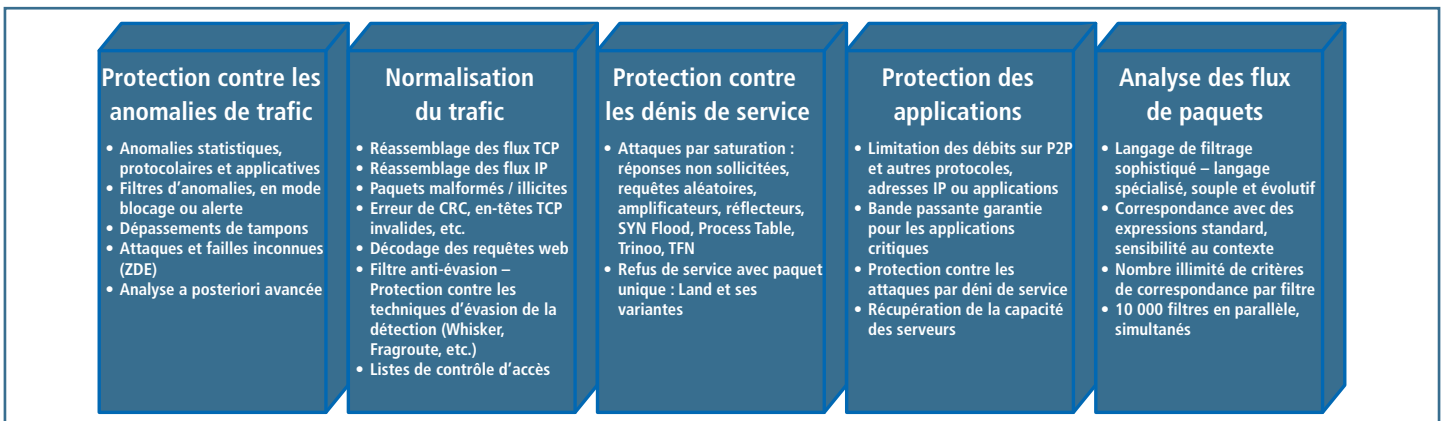 Protection contre les
anomalies de trafic
• Anomalies statistiques,
protocolaires et applicatives
• Filtres d'anomalies, en mode
blocage ou alerte
• Dépassements de tampons
• Attaques et failles inconnues
(ZDE)
• Analyse a posteriori avancée
Normalisation
du trafic
• Réassemblage des flux TCP
• Réassemblage des flux IP
• Paquets malformés / illicites
• Erreur de CRC, en-têtes TCP
invalides, etc.
• Décodage des requêtes web
• Filtre anti-évasion –
Protection contre les
techniques d'évasion de la
détection (Whisker,
Fragroute, etc.)
• Listes de contrôle d'accès
Protection contre
les dénis de service
• Attaques par saturation :
réponses non sollicitées,
requêtes aléatoires,
amplificateurs, réflecteurs,
SYN Flood, Process Table,
Trinoo, TFN
• Refus de service avec paquet
unique : Land et ses
variantes
Protection des
applications
• Limitation des débits sur P2P
et autres protocoles,
adresses IP ou applications
• Bande passante garantie
pour les applications
critiques
• Protection contre les
attaques par déni de service
• Récupération de la capacité
des serveurs
Analyse des flux
de paquets
• Langage de filtrage
sophistiqué – langage
spécialisé, souple et évolutif
• Correspondance avec des
expressions standard,
sensibilité au contexte
• Nombre illimité de critères
de correspondance par filtre
• 10 000 filtres en parallèle,
simultanés